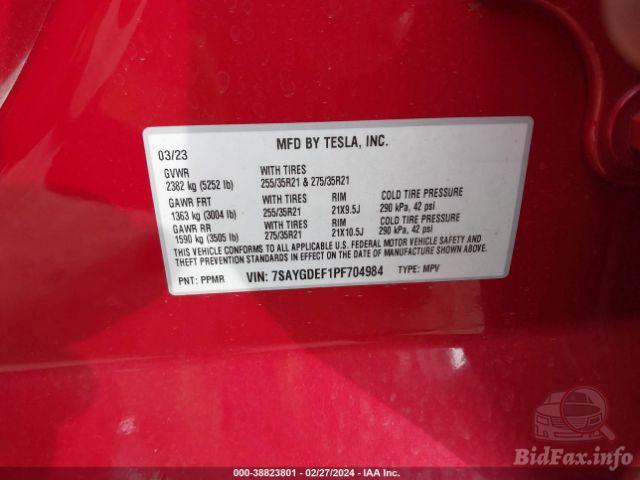 MFD BY TESLA, INC.
03/23
GVWR WITH TIRES
2382 kg (5252 lb) 255/35R21 & 275/35R21
GAWR FRT WITH TIRES RIM COLD TIRE PRESSURE
1363 kg (3004 lb) 255/35R21 21X9.5J 290 kPa, 42 psi
GAWR RR WITH TIRES RIM COLD TIRE PRESSURE
1590 kg (3505 lb) 275/35R21 21X10.5J 290 kPa, 42 psi
THIS VEHICLE CONFORMS TO ALL APPLICABLE U.S. FEDERAL MOTOR VEHICLE SAFETY AND
THEFT PREVENTION STANDARDS IN EFFECT ON THE DATE OF MANUFACTURE SHOWN ABOVE.
PNT: PPMR VIN: 7SAYGDEF1PF704984 TYPE: MPV
BidFax.info
000-38823801 - 02/27/2024 - IAA Inc.